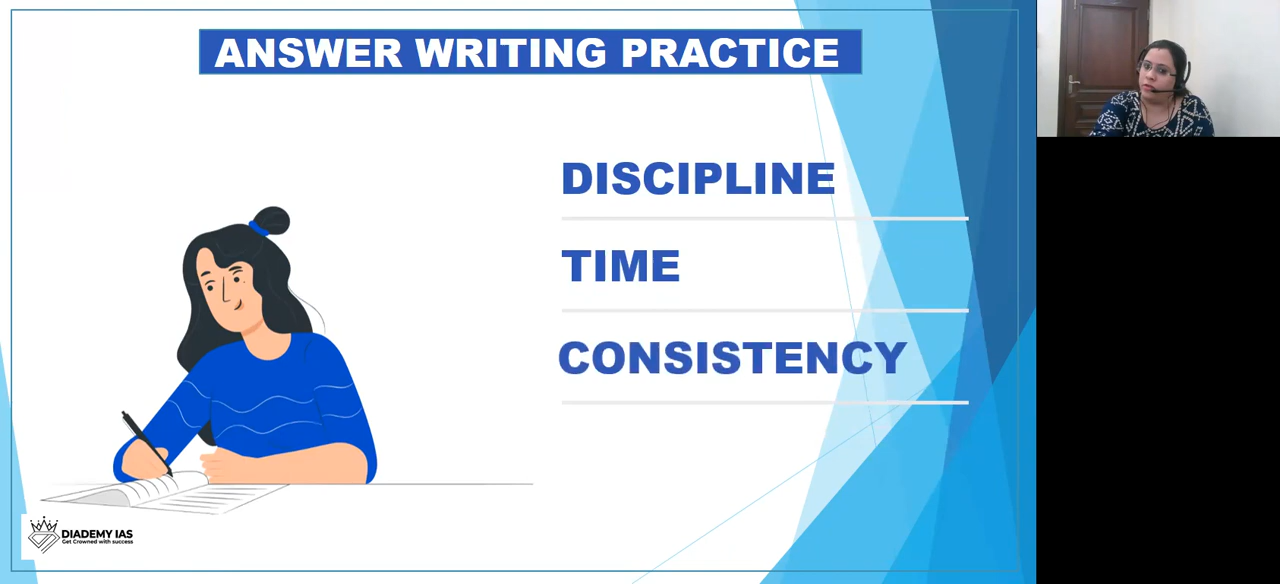 ANSWER WRITING PRACTICE
DISCIPLINE
TIME
CONSISTENCY
DIADEMY IAS
Get Crowned with success